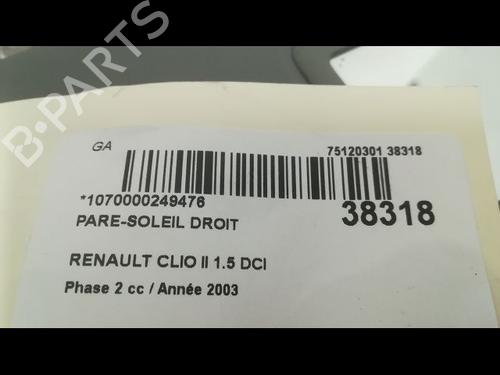 B-PARTS
GA
75120301 38318
*1070000249476
38318
PARE-SOLEIL DROIT
RENAULT CLIO II 1.5 DCI
Phase 2 cc / Année 2003